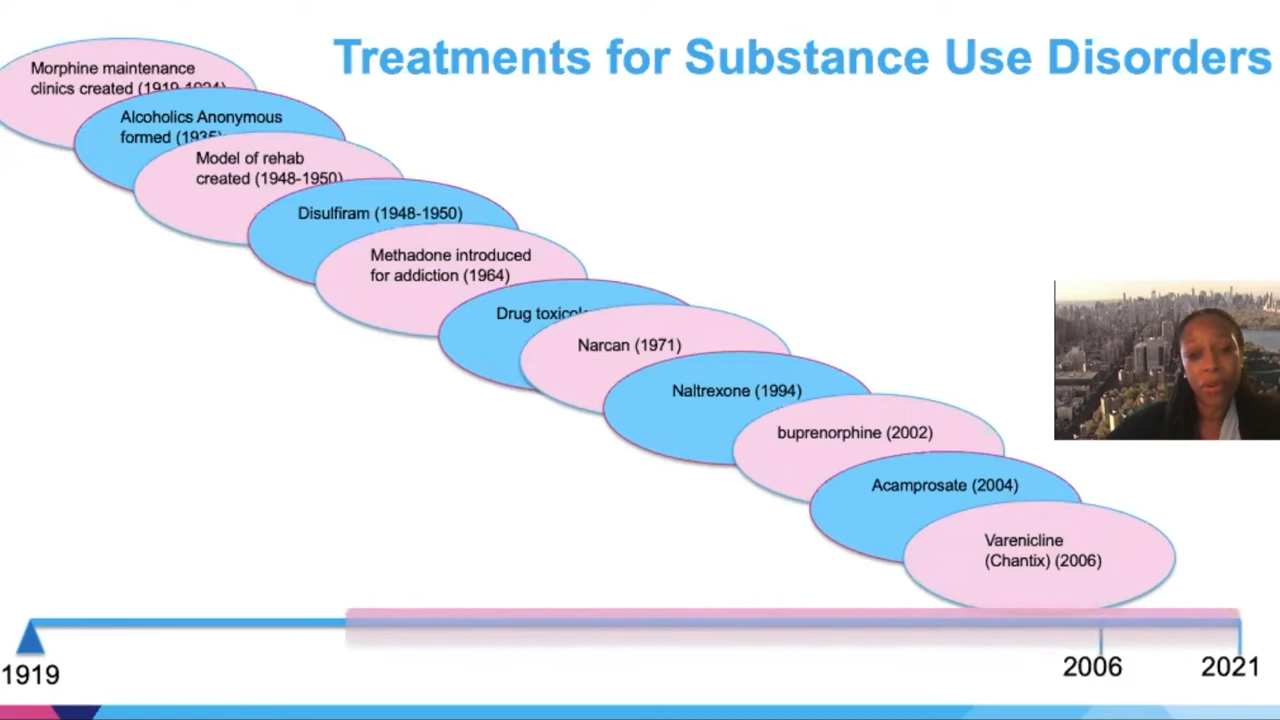 Treatments for Substance Use Disorders
Morphine maintenance
clinics created (1919-1924)
Alcoholics Anonymous
formed (1935)
Model of rehab
created (1948-1950)
Disulfiram (1948-1950)
Methadone introduced
for addiction (1964)
Drug
Narcan (1971)
Naltrexone (1994)
buprenorphine (2002)
Acamprosate (2004)
Varenicline
(Chantix) (2006)
1919
2006
2021